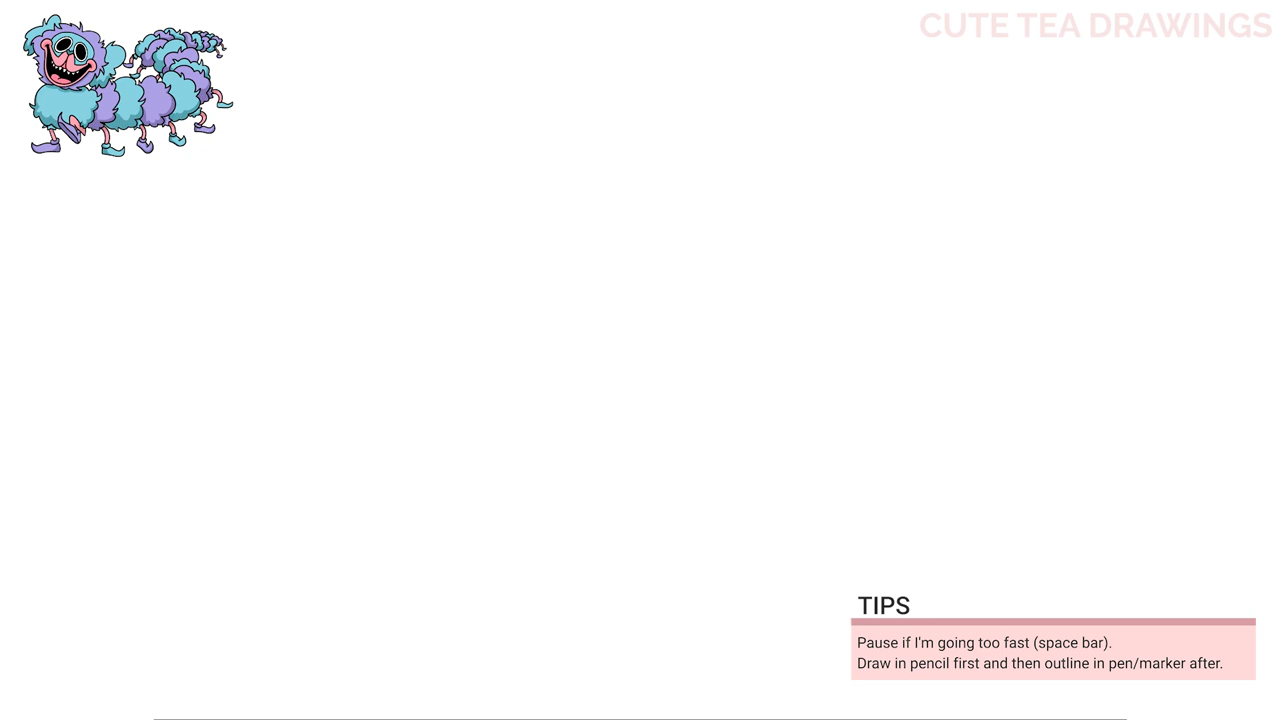 CUTE TEA DRAWINGS
TIPS
Pause if I'm going too fast (space bar).
Draw in pencil first and then outline in pen/marker after.